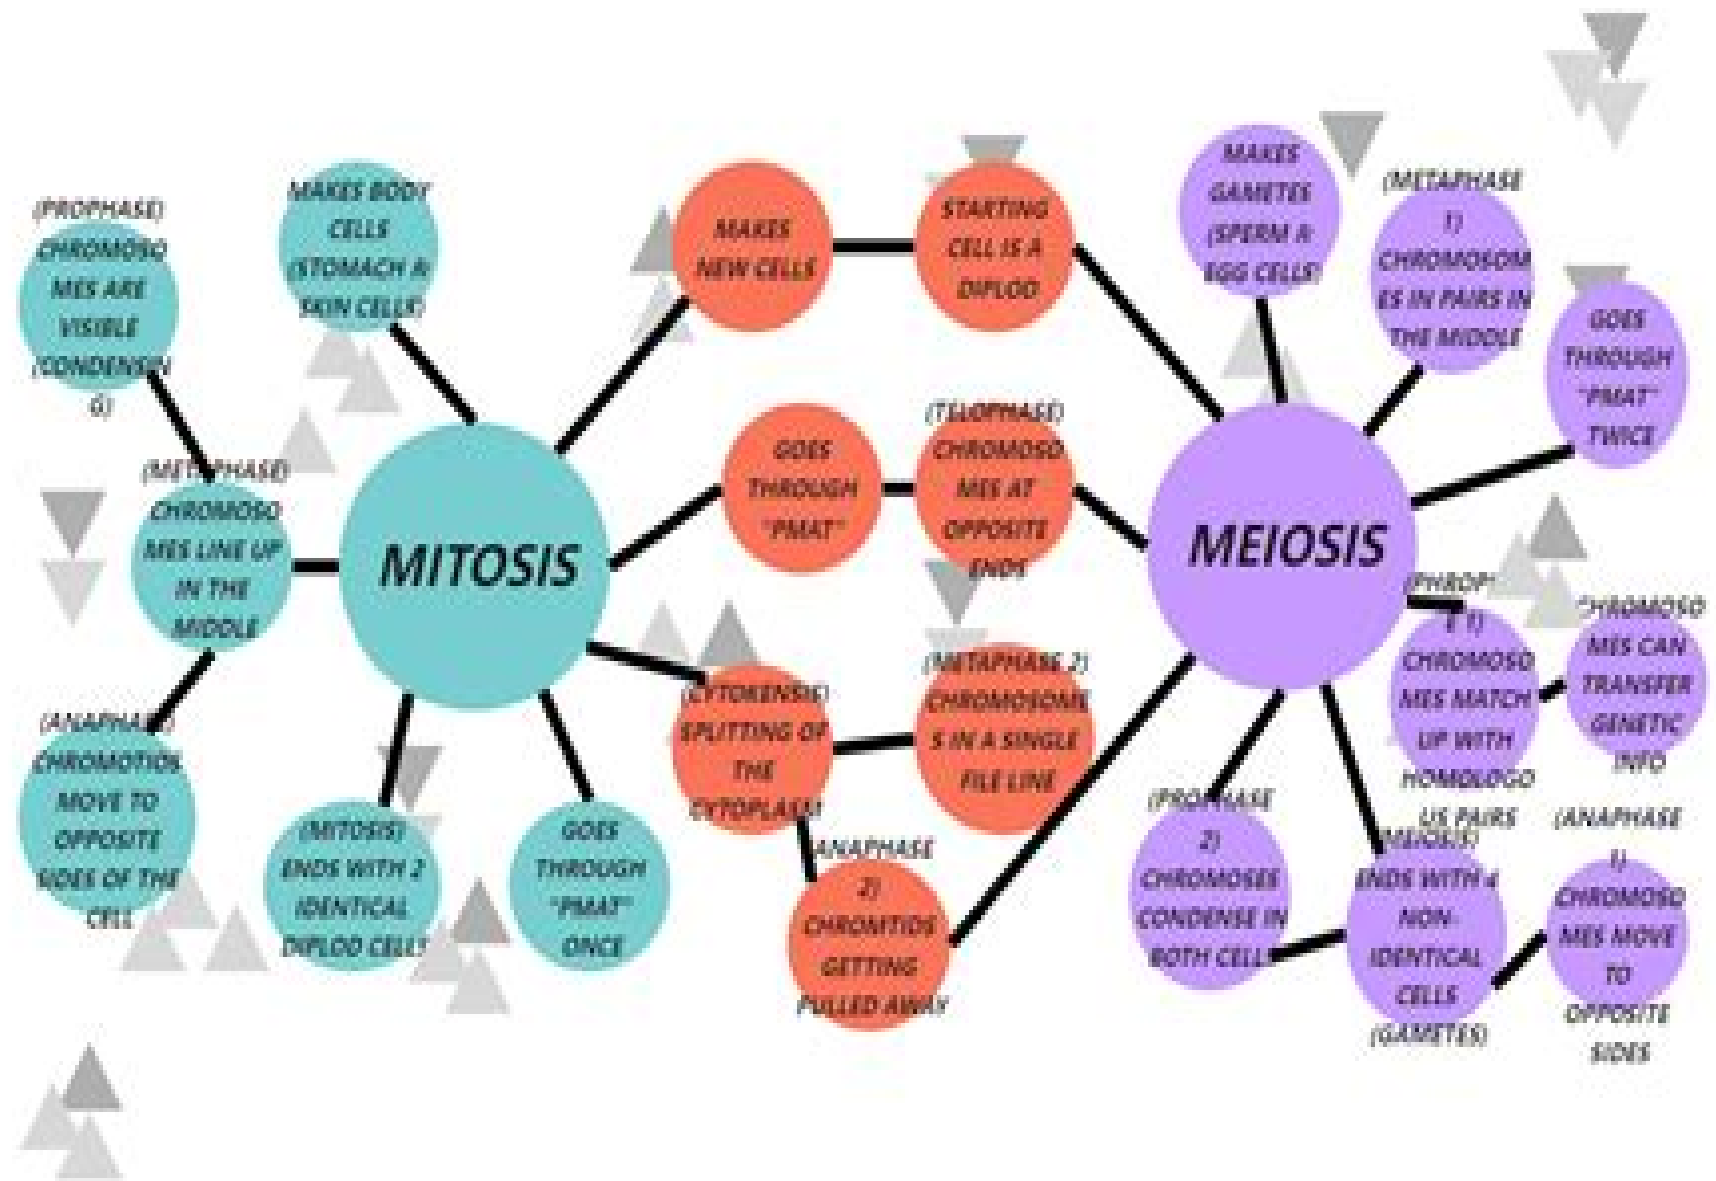 (PROPHASE)
CHROMOSO
MES ARE
VISIBLE
(CONDENSIN
G)
MAKES BODY
CELLS
(STOMACH &
SKIN CELLS)
(METAPHASE)
CHROMOSO
MES LINE UP
IN THE
MIDDLE
MITOSIS
(ANAPHASE)
CHROMOTIDS
MOVE TO
OPPOSITE
SIDES OF THE
CELL
(MITOSIS)
ENDS WITH 2
IDENTICAL
DIPLOD CELLS
GOES
THROUGH
"PMAT"
ONCE
MAKES
NEW CELLS
STARTING
CELL IS A
DIPLOD
GOES
THROUGH
"PMAT"
(TELOPHASE)
CHROMOSO
MES AT
OPPOSITE
ENDS
(CYTOKENSIS)
SPLITTING OF
THE
CYTOPLASM
(METAPHASE 2)
CHROMOSOME
S IN A SINGLE
FILE LINE
(ANAPHASE
2)
CHROMTIDS
GETTING
PULLED AWAY
MAKES
GAMETES
(SPERM &
EGG CELLS)
(METAPHASE
1)
CHROMOSOM
ES IN PAIRS IN
THE MIDDLE
GOES
THROUGH
"PMAT"
TWICE
MEIOSIS
E 1)
CHROMOSO
MES MATCH
UP WITH
HOMOLOGO
US PAIRS
CHROMOSO
MES CAN
TRANSFER
GENETIC
INFO
(PROPHASE
2)
CHROMOSES
CONDENSE IN
BOTH CELLS
(MEIOSIS)
ENDS WITH 4
NON-
IDENTICAL
CELLS
(GAMETES)
(ANAPHASE
1)
CHROMOSO
MES MOVE
TO
OPPOSITE
SIDES